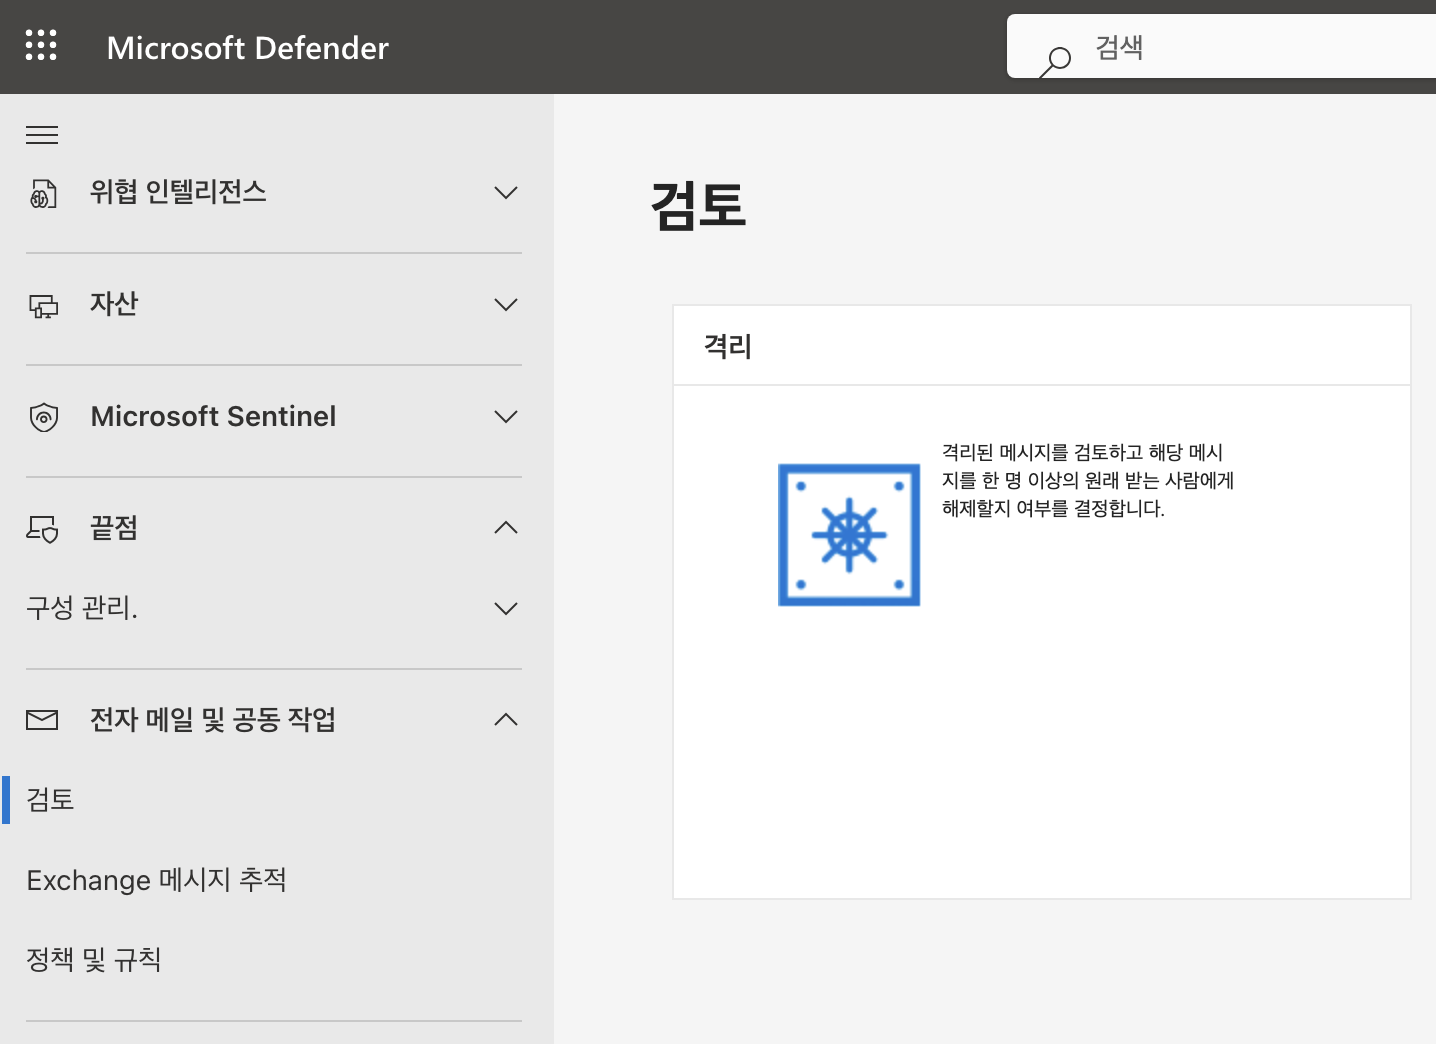 Microsoft Defender
검색
위협 인텔리전스
자산
Microsoft Sentinel
끝점
구성 관리.
전자 메일 및 공동 작업
검토
Exchange 메시지 추적
정책 및 규칙
검토
격리
격리된 메시지를 검토하고 해당 메시
지를 한 명 이상의 원래 받는 사람에게
해제할지 여부를 결정합니다.